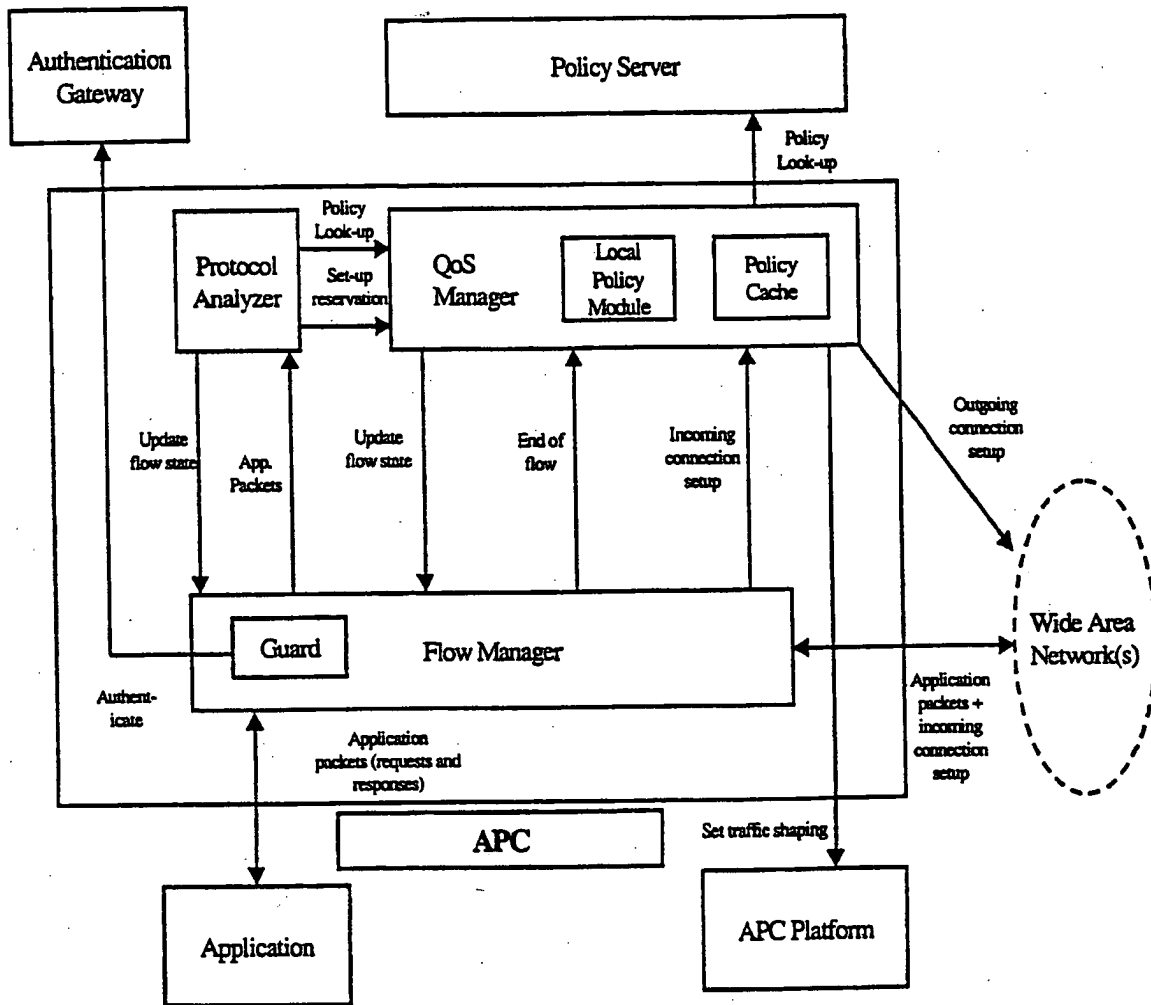 Authentication
Gateway
Policy Server
Policy
Look-up
Protocol
Analyzer
Policy
Look-up
Set-up
reservation
QoS
Manager
Local
Policy
Module
Policy
Cache
Update
flow state
App.
Packets
Update
flow state
End of
flow
Incoming
connection
setup
Outgoing
connection
setup
Guard
Flow Manager
Wide Area
Network(s)
Authent-
icate
Application
packets (requests and
responses)
Application
packets +
incoming
connection
setup
APC
Set traffic shaping
Application
APC Platform